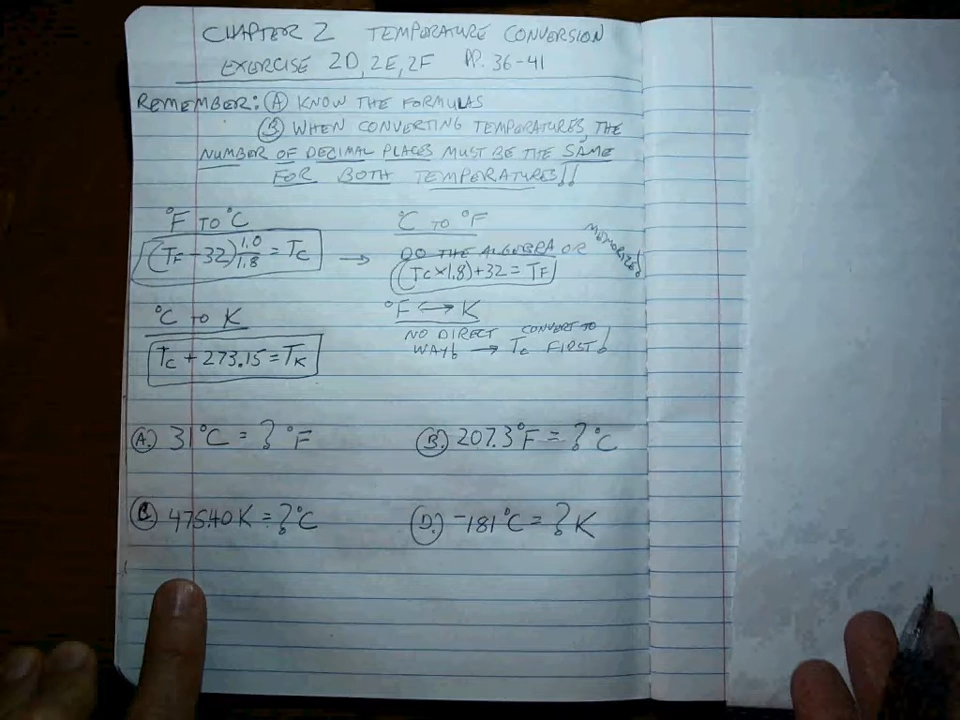 CHAPTER 2 TEMPERATURE CONVERSION
EXERCISE 2D, 2E, 2F PP. 36-41
REMEMBER: Ⓐ KNOW THE FORMULAS
Ⓑ WHEN CONVERTING TEMPERATURES, THE
NUMBER OF DECIMAL PLACES MUST BE THE SAME
FOR BOTH TEMPERATURES!!
°F TO °C
(TF - 32) 1.0/1.8 = TC →
°C TO °F
DO THE ALGEBRA OR
(TC × 1.8) + 32 = TF
MEMORIZE!
°C TO K
TC + 273.15 = TK
°F ↔ K
NO DIRECT CONVERT TO
WAY! → TC FIRST!
A. 31°C = ? °F
B. 207.3°F = ? °C
C. 475.40 K = ? °C
D. -181°C = ? K